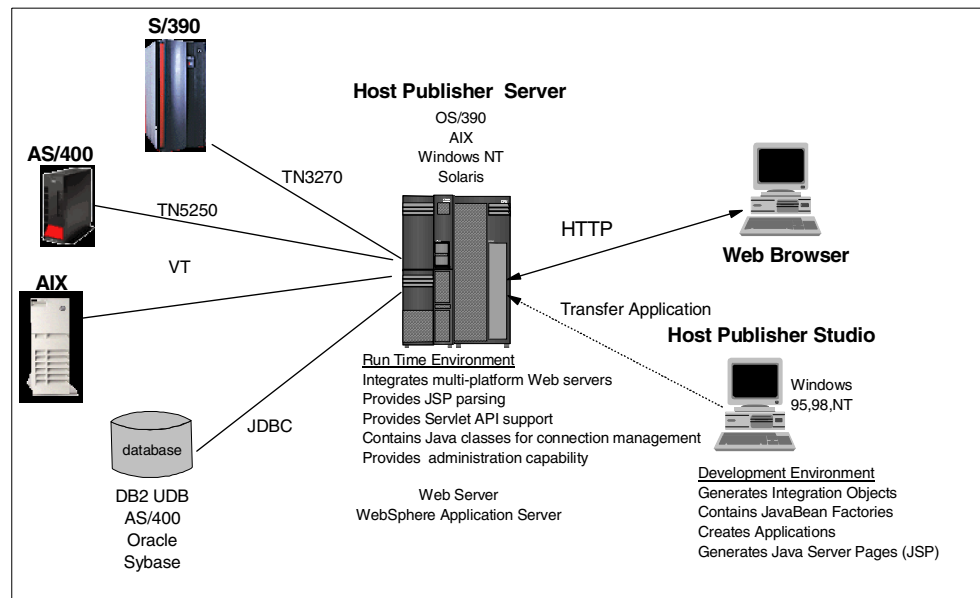 S/390
AS/400
TN3270
TN5250
VT
AIX
JDBC
database
DB2 UDB
AS/400
Oracle
Sybase
Host Publisher Server
OS/390
AIX
Windows NT
Solaris
Run Time Environment
Integrates multi-platform Web servers
Provides JSP parsing
Provides Servlet API support
Contains Java classes for connection management
Provides administration capability
Web Server
WebSphere Application Server
HTTP
Web Browser
Transfer Application
Host Publisher Studio
Windows
95,98,NT
Development Environment
Generates Integration Objects
Contains JavaBean Factories
Creates Applications
Generates Java Server Pages (JSP)